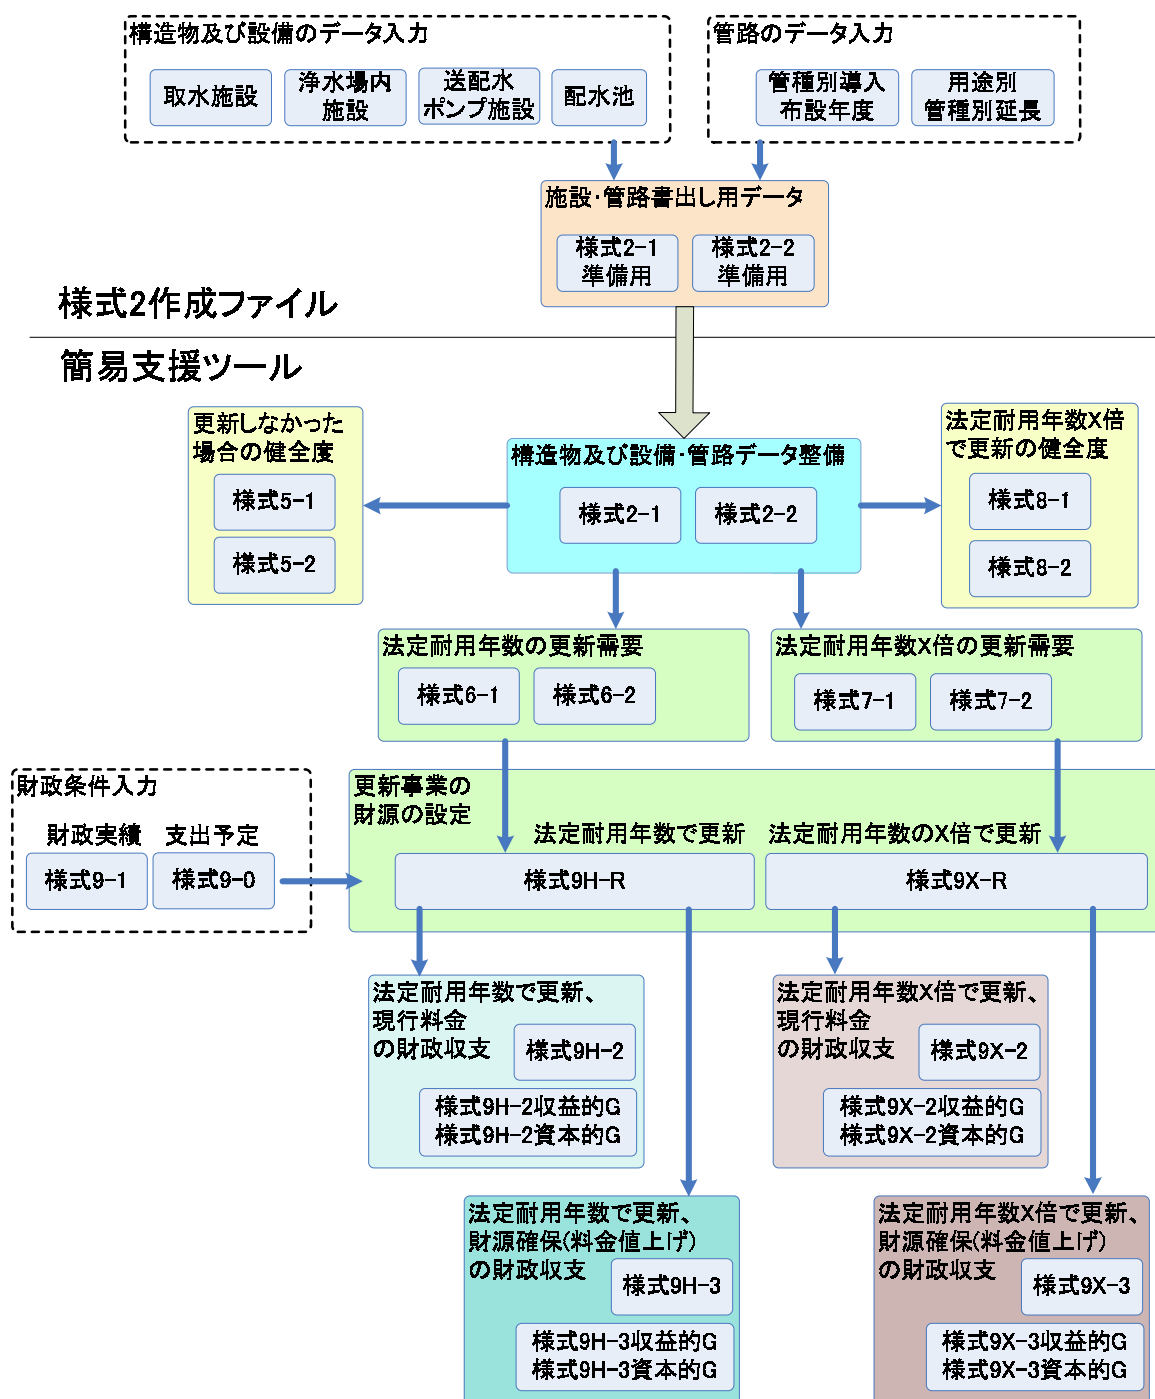 構造物及び設備のデータ入力
取水施設
浄水場内
施設
送配水
ポンプ施設
配水池
管路のデータ入力
管種別導入
布設年度
用途別
管種別延長
施設・管路書出し用データ
様式2-1
準備用
様式2-2
準備用
様式2作成ファイル
簡易支援ツール
更新しなかった
場合の健全度
様式5-1
様式5-2
構造物及び設備・管路データ整備
様式2-1
様式2-2
法定耐用年数X倍
で更新の健全度
様式8-1
様式8-2
法定耐用年数の更新需要
様式6-1
様式6-2
法定耐用年数X倍の更新需要
様式7-1
様式7-2
財政条件入力
財政実績
支出予定
様式9-1
様式9-0
更新事業の
財源の設定
法定耐用年数で更新
様式9H-R
法定耐用年数のX倍で更新
様式9X-R
法定耐用年数で更新、
現行料金
の財政収支
様式9H-2
様式9H-2収益的G
様式9H-2資本的G
法定耐用年数X倍で更新、
現行料金
の財政収支
様式9X-2
様式9X-2収益的G
様式9X-2資本的G
法定耐用年数で更新、
財源確保(料金値上げ)
の財政収支
様式9H-3
様式9H-3収益的G
様式9H-3資本的G
法定耐用年数X倍で更新、
財源確保(料金値上げ)
の財政収支
様式9X-3
様式9X-3収益的G
様式9X-3資本的G